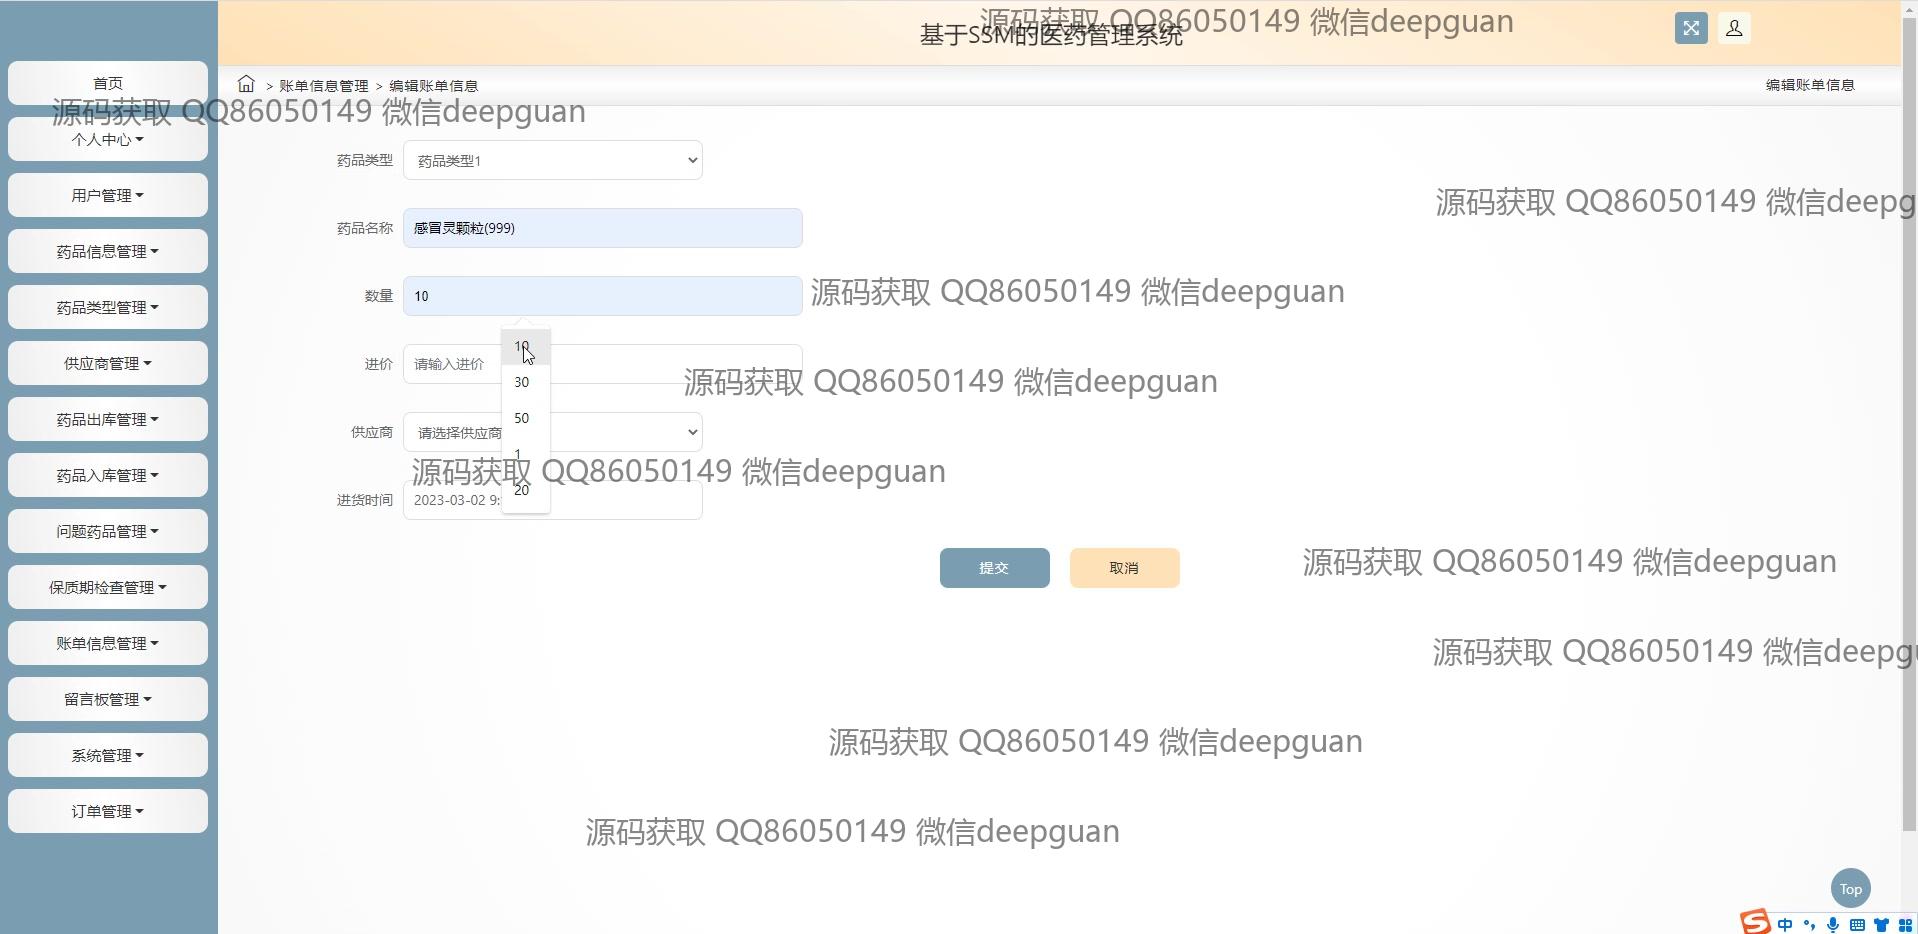 基于SSM的医药管理系统
源码获取 QQ86050149 微信deepguan
首页
> 账单信息管理 > 编辑账单信息
编辑账单信息
源码获取 QQ86050149 微信deepguan
个人中心
药品类型 药品类型1
用户管理
源码获取 QQ86050149 微信deepg
药品名称 感冒灵颗粒(999)
药品信息管理
数量 10
源码获取 QQ86050149 微信deepguan
药品类型管理
10
进价 请输入进价
供应商管理
30
源码获取 QQ86050149 微信deepguan
50
药品出库管理
供应商 请选择供应商
1
源码获取 QQ86050149 微信deepguan
药品入库管理
20
进货时间 2023-03-02 9:
问题药品管理
源码获取 QQ86050149 微信deepguan
提交 取消
保质期检查管理
账单信息管理
源码获取 QQ86050149 微信deepgu
留言板管理
源码获取 QQ86050149 微信deepguan
系统管理
订单管理
源码获取 QQ86050149 微信deepguan
Top
S中